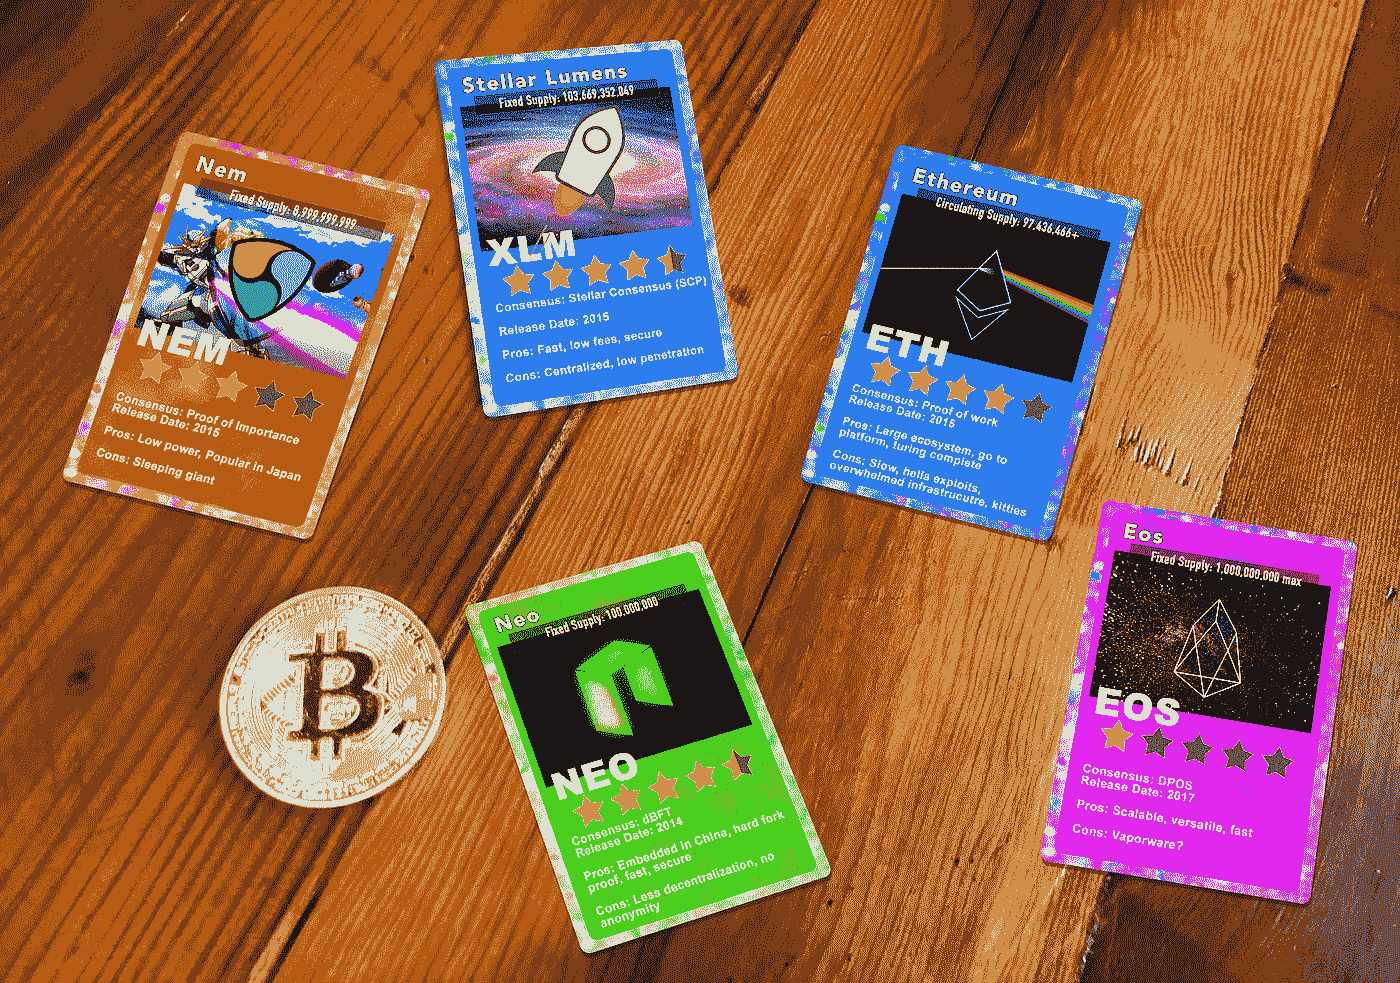 Nem
Fixed Supply: 8,999,999,999
NEM
Consensus: Proof of Importance
Release Date: 2015
Pros: Low power, Popular in Japan
Cons: Sleeping giant
Stellar Lumens
Fixed Supply: 103,669,352,049
XLM
Consensus: Stellar Consensus (SCP)
Release Date: 2015
Pros: Fast, low fees, secure
Cons: Centralized, low penetration
Ethereum
Circulating Supply: 97,436,466+
ETH
Consensus: Proof of work
Release Date: 2015
Pros: Large ecosystem, go to
platform, turing complete
Cons: Slow, hella exploits,
overwhelmed infrastrucutre, kitties
Neo
Fixed Supply: 100,000,000
NEO
Consensus: dBFT
Release Date: 2014
Pros: Embedded in China, hard fork
proof, fast, secure
Cons: Less decentralization, no
anonymity
Eos
Fixed Supply: 1,000,000,000 max
EOS
Consensus: DPOS
Release Date: 2017
Pros: Scalable, versatile, fast
Cons: Vaporware?